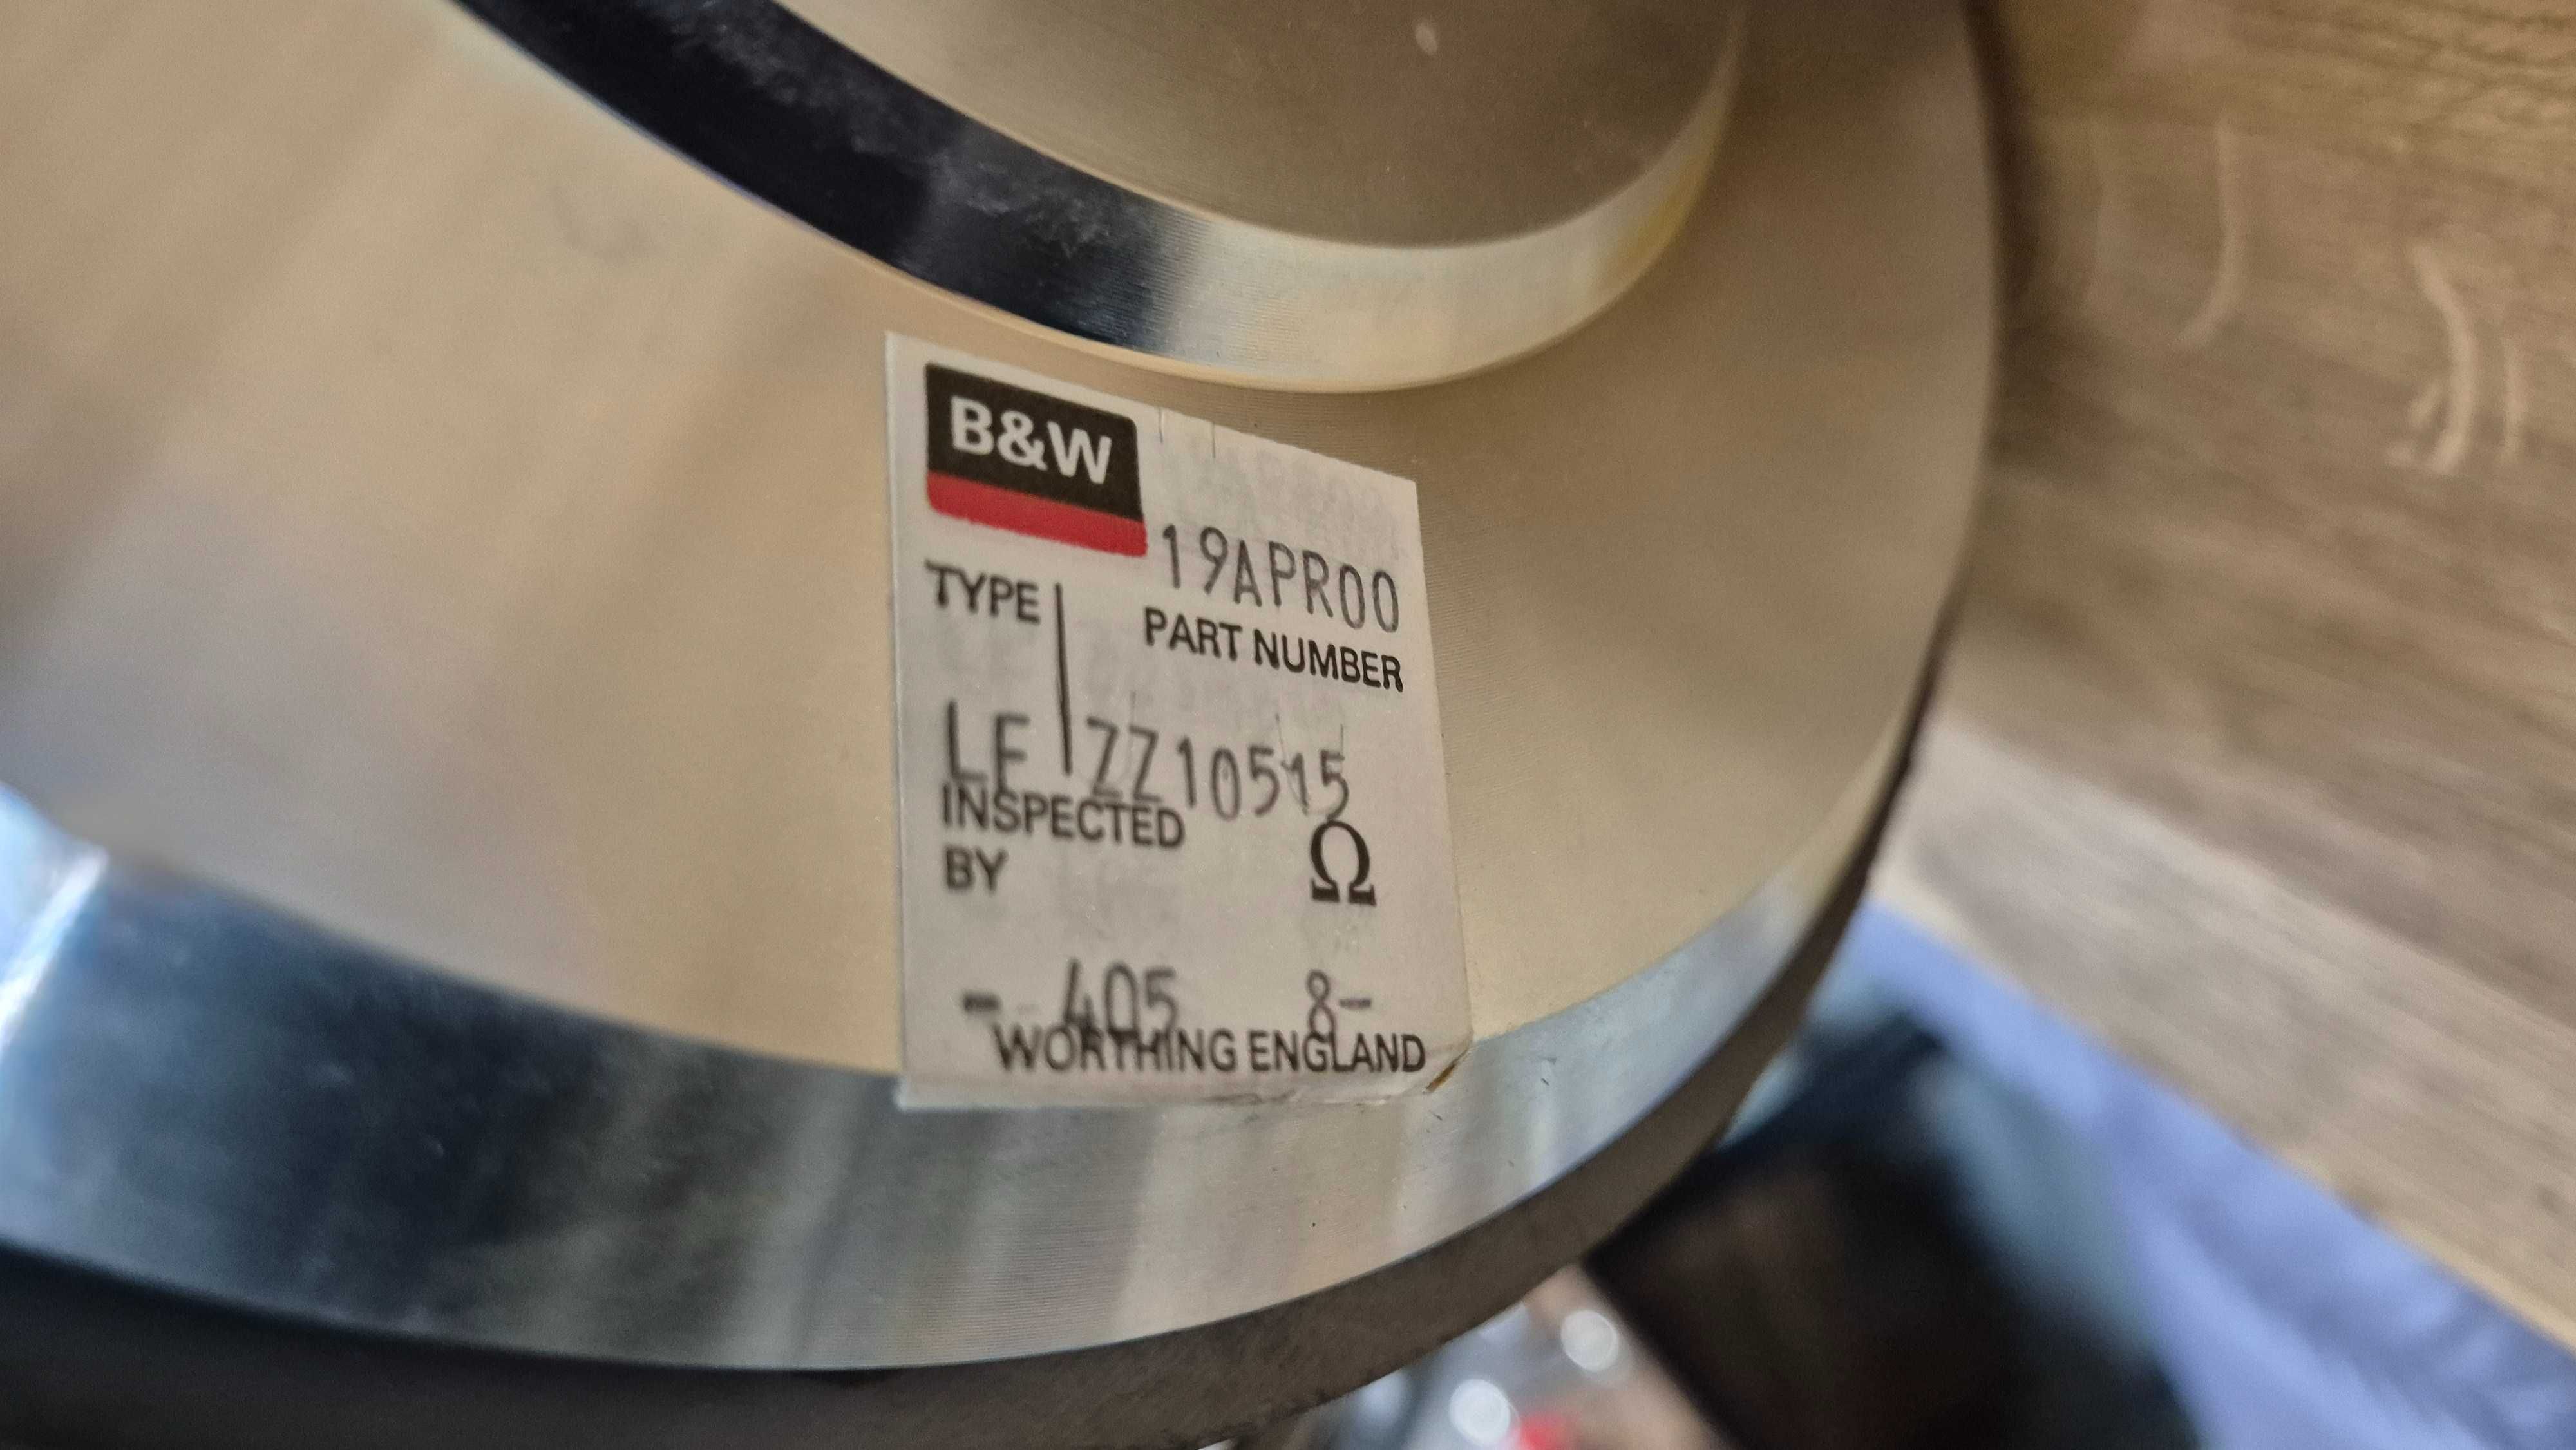 B&W
19APR00
TYPE PART NUMBER
LF ZZ10515
INSPECTED
BY Ω
- 405 8-
WORTHING ENGLAND